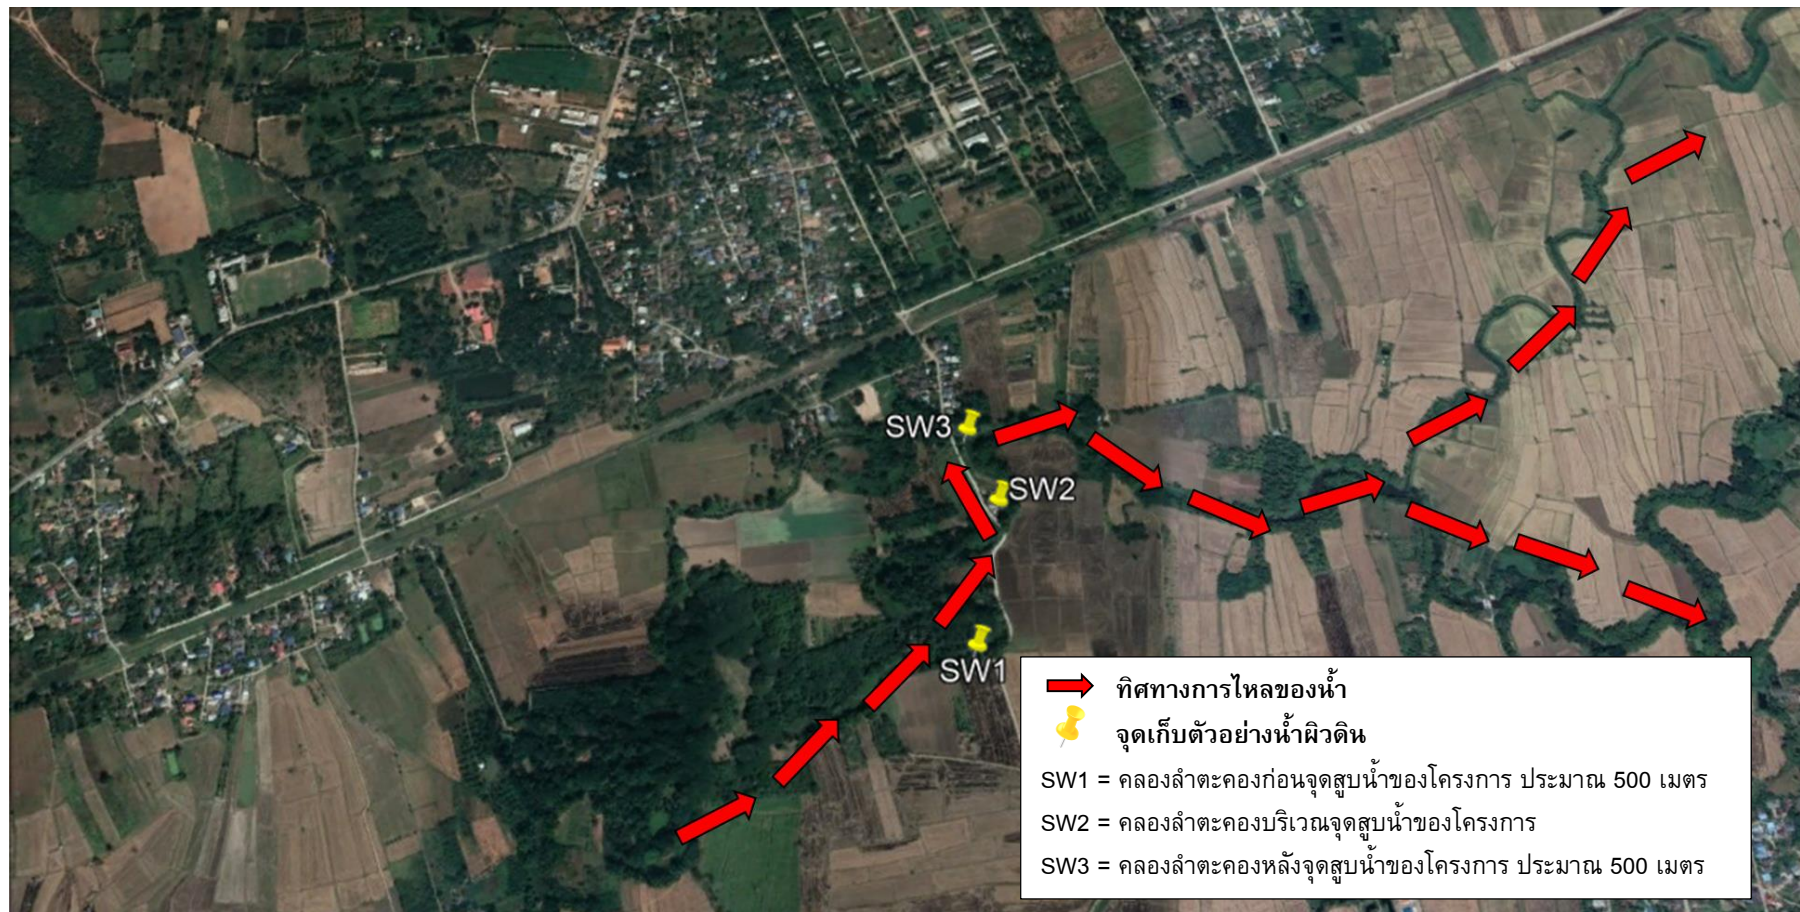 SW3
SW2
SW1
ทิศทางการไหลของน้ำ
จุดเก็บตัวอย่างน้ำผิวดิน
SW1 = คลองลำตะคองก่อนจุดสูบน้ำของโครงการ ประมาณ 500 เมตร
SW2 = คลองลำตะคองบริเวณจุดสูบน้ำของโครงการ
SW3 = คลองลำตะคองหลังจุดสูบน้ำของโครงการ ประมาณ 500 เมตร